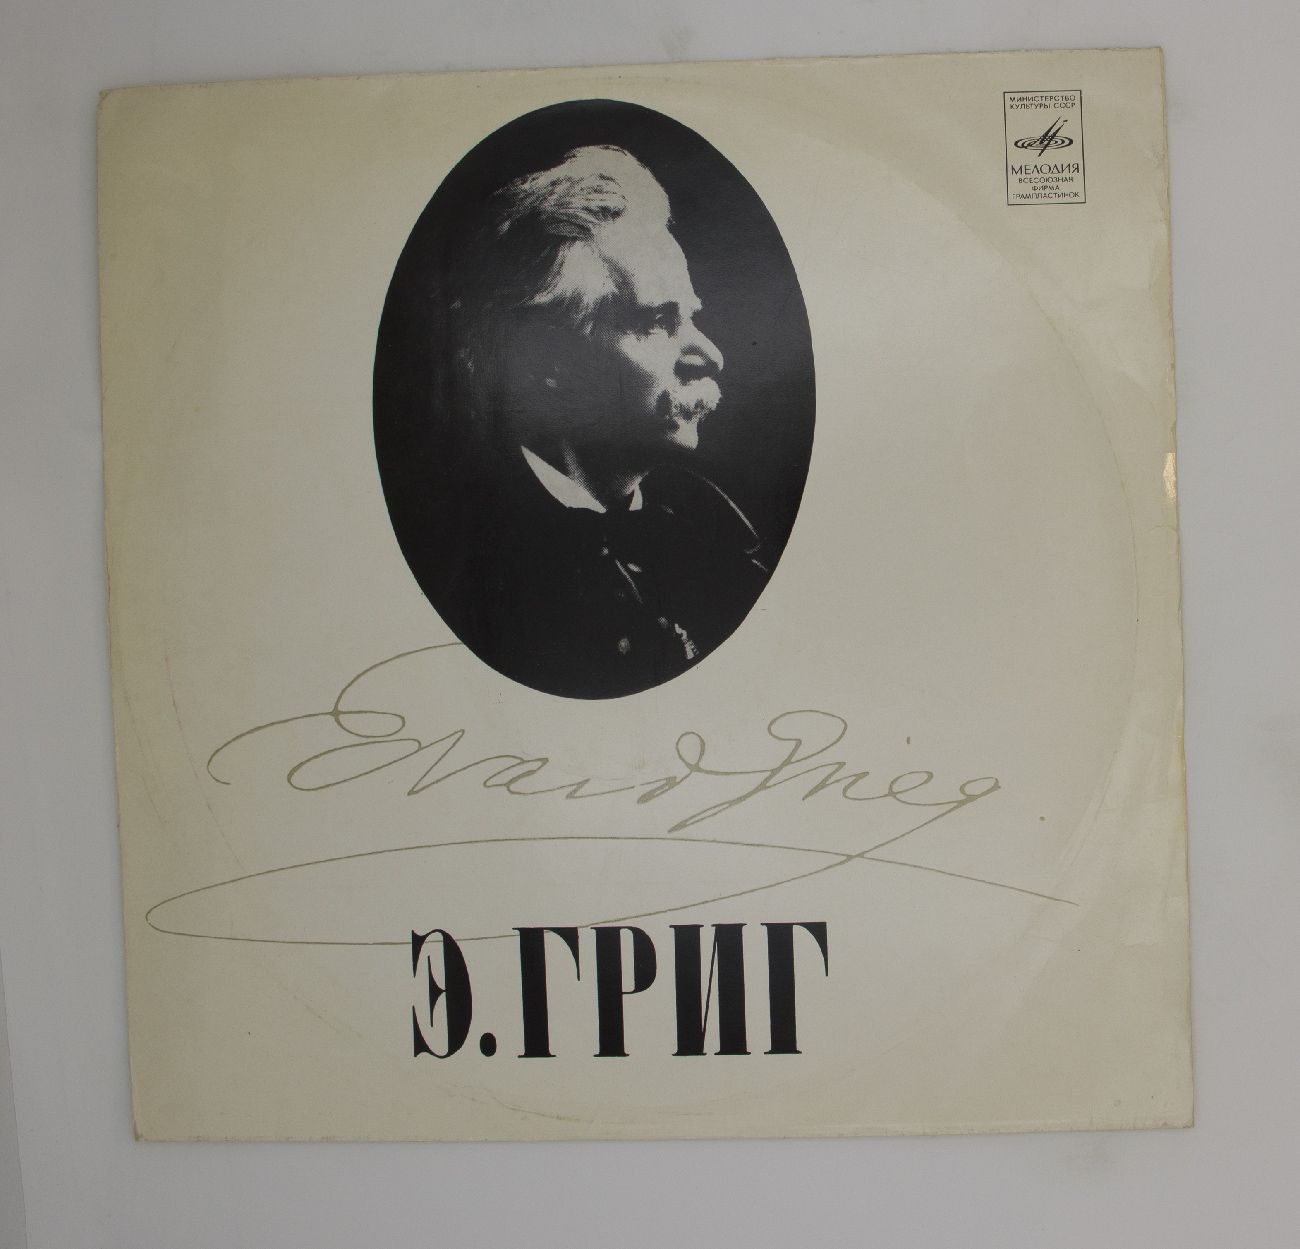 МИНИСТЕРСТВО
КУЛЬТУРЫ СССР
МЕЛОДИЯ
ВСЕСОЮЗНАЯ
ФИРМА
ГРАМПЛАСТИНОК
Edvard Grieg
Э. ГРИГ